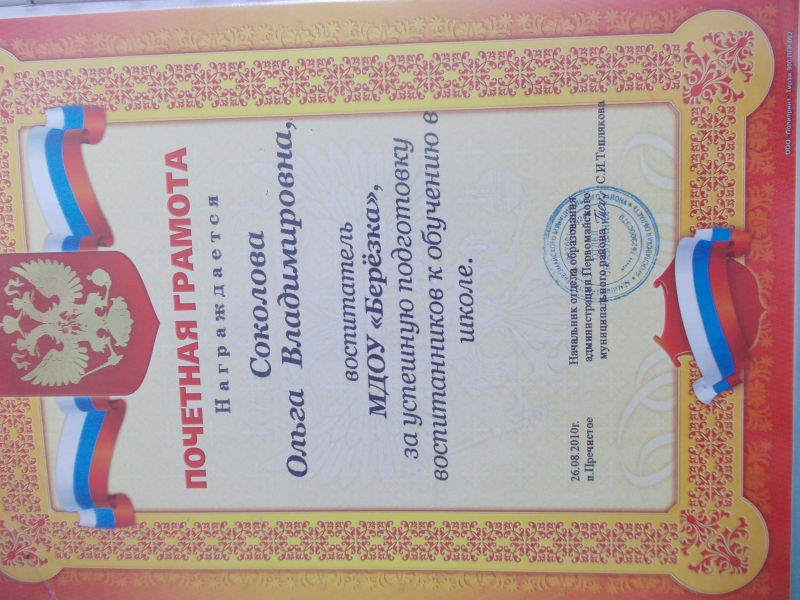 ПОЧЕТНАЯ ГРАМОТА
Награждается
Соколова
Ольга Владимировна,
воспитатель
МДОУ «Берёзка»,
за успешную подготовку
воспитанников к обучению в
школе.
Начальник отдела образования
администрации Первомайского
муниципального района С.И.Теплякова
26.08.2010г.
п.Пречистое